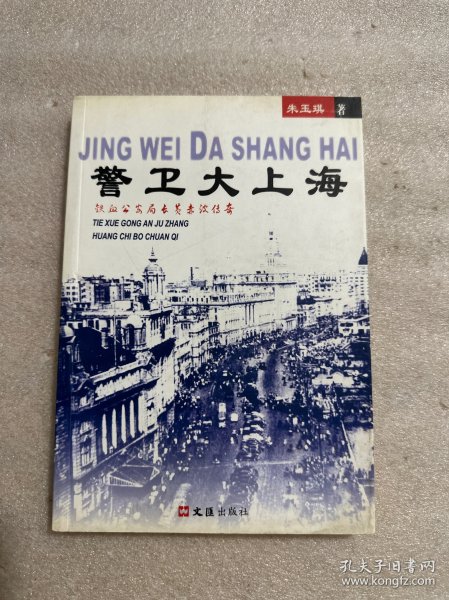 朱玉琪 著
JING WEI DA SHANG HAI
警卫大上海
铁血公安局长黄赤波传奇
TIE XUE GONG AN JU ZHANG
HUANG CHI BO CHUAN QI
文匯出版社
孔夫子旧书网
www.kongfz.com